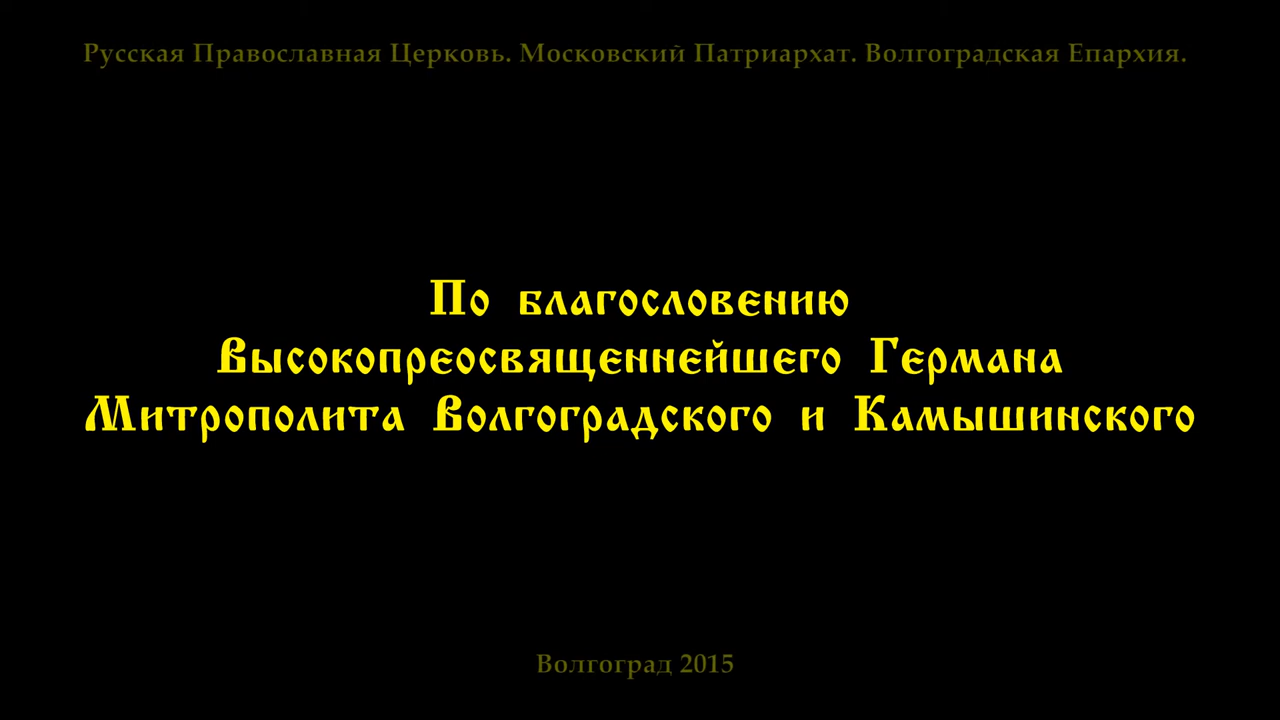 Русская Православная Церковь. Московский Патриархат. Волгоградская Епархия.
По благословению
Высокопреосвященнейшего Германа
Митрополита Волгоградского и Камышинского
Волгоград 2015